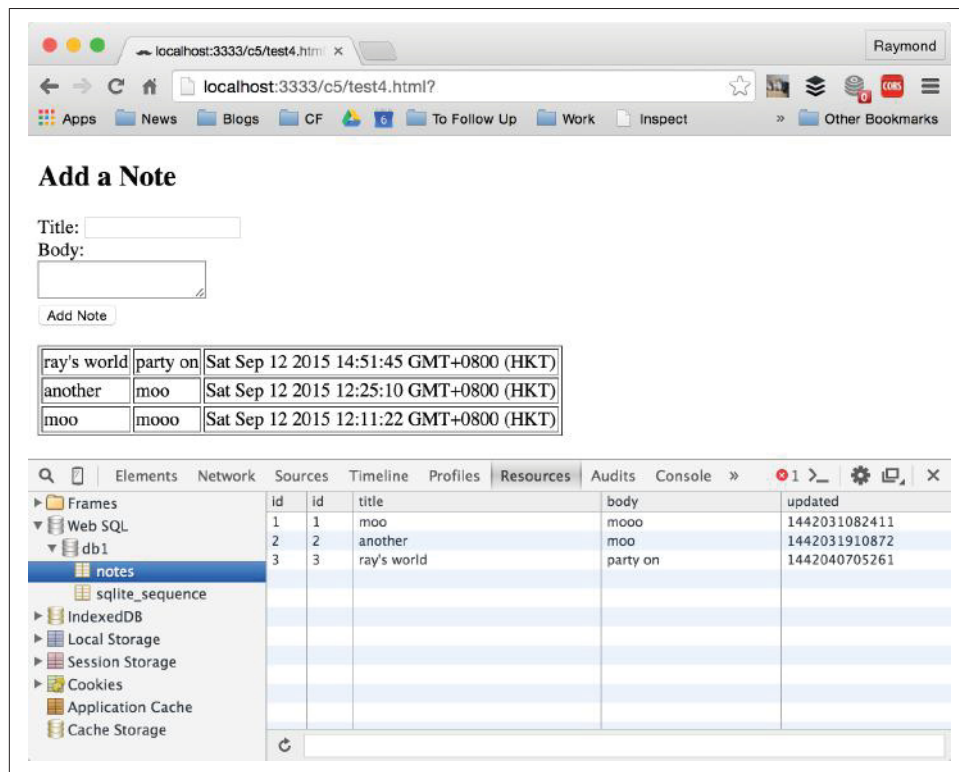 localhost:3333/c5/test4.htm
Raymond
localhost:3333/c5/test4.html?
0
CORS
Apps News Blogs CF 6 To Follow Up Work Inspect » Other Bookmarks
Add a Note
Title:
Body:
Add Note
ray's world party on Sat Sep 12 2015 14:51:45 GMT+0800 (HKT)
another moo Sat Sep 12 2015 12:25:10 GMT+0800 (HKT)
moo mooo Sat Sep 12 2015 12:11:22 GMT+0800 (HKT)
Elements Network Sources Timeline Profiles Resources Audits Console » 1
Frames
Web SQL
db1
notes
sqlite_sequence
IndexedDB
Local Storage
Session Storage
Cookies
Application Cache
Cache Storage
id id title body updated
1 1 moo mooo 1442031082411
2 2 another moo 1442031910872
3 3 ray's world party on 1442040705261